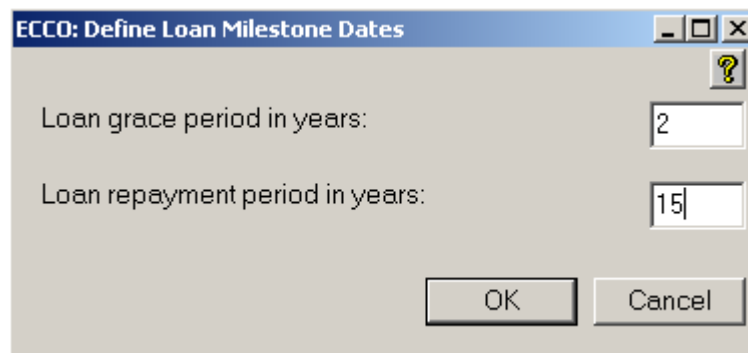 ECCO: Define Loan Milestone Dates
?
Loan grace period in years:
2
Loan repayment period in years:
15
OK
Cancel